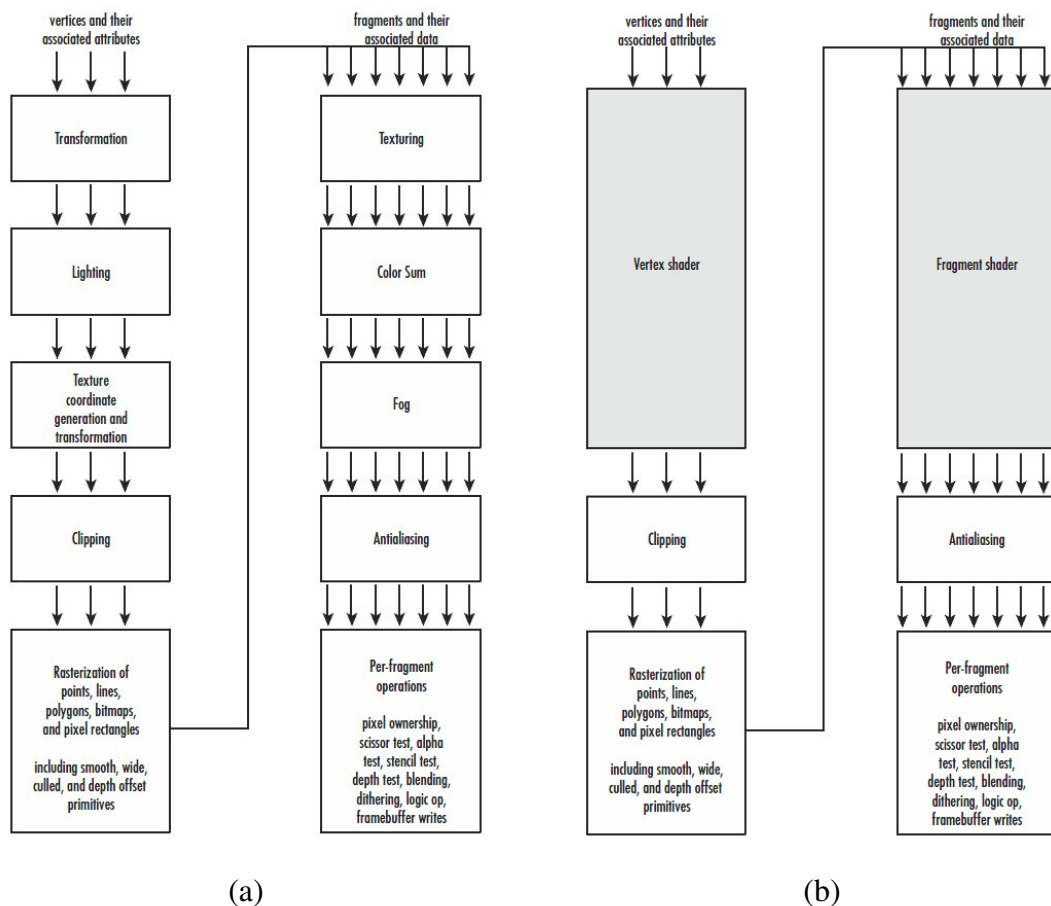 vertices and their
associated attributes
Transformation
Lighting
Texture
coordinate
generation and
transformation
Clipping
Rasterization of
points, lines,
polygons, bitmaps,
and pixel rectangles
including smooth, wide,
culled, and depth offset
primitives
fragments and their
associated data
Texturing
Color Sum
Fog
Antialiasing
Per-fragment
operations
pixel ownership,
scissor test, alpha
test, stencil test,
depth test, blending,
dithering, logic op,
framebuffer writes
(a)
vertices and their
associated attributes
Vertex shader
Clipping
Rasterization of
points, lines,
polygons, bitmaps,
and pixel rectangles
including smooth, wide,
culled, and depth offset
primitives
fragments and their
associated data
Fragment shader
Antialiasing
Per-fragment
operations
pixel ownership,
scissor test, alpha
test, stencil test,
depth test, blending,
dithering, logic op,
framebuffer writes
(b)